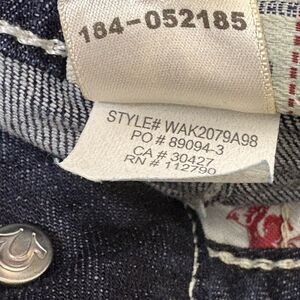 184-052185
STYLE# WAK2079A98
PO # 89094-3
CA # 30427
RN # 112790